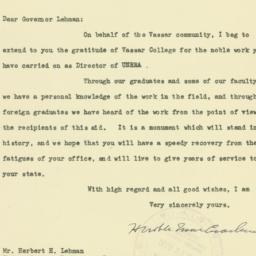 Dear Governor Lehman:
On behalf of the Vassar community, I beg to
extend to you the gratitude of Vassar College for the noble work y
have carried on as Director of UNRRA .
Through our graduates and some of our faculty
we have a personal knowledge of the work in the field, and through
foreign graduates we have heard of the work from the point of view
the recipients of this aid. It is a monument which will stand in
history, and we hope that you will have a speedy recovery from the
fatigues of your office, and will live to give years of service to
your state.
With high regard and all good wishes, I am
Very sincerely yours,
Mr. Herbert H. Lehman